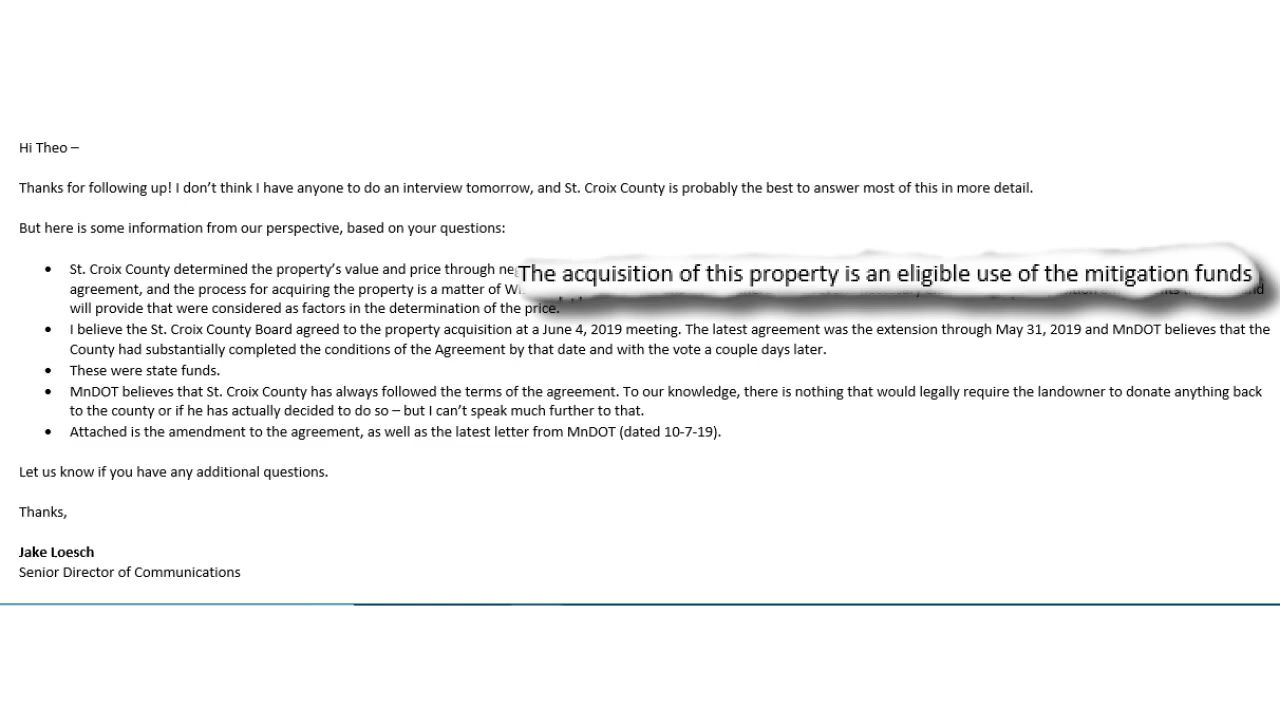 Hi Theo –
Thanks for following up! I don't think I have anyone to do an interview tomorrow, and St. Croix County is probably the best to answer most of this in more detail.
But here is some information from our perspective, based on your questions:
• St. Croix County determined the property's value and price through
The acquisition of this property is an eligible use of the mitigation funds
agreement, and the process for acquiring the property is a matter of
will provide that were considered as factors in the determination of the price.
• I believe the St. Croix County Board agreed to the property acquisition at a June 4, 2019 meeting. The latest agreement was the extension through May 31, 2019 and MnDOT believes that the
County had substantially completed the conditions of the Agreement by that date and with the vote a couple days later.
• These were state funds.
• MnDOT believes that St. Croix County has always followed the terms of the agreement. To our knowledge, there is nothing that would legally require the landowner to donate anything back
to the county or if he has actually decided to do so – but I can't speak much further to that.
• Attached is the amendment to the agreement, as well as the latest letter from MnDOT (dated 10-7-19).
Let us know if you have any additional questions.
Thanks,
Jake Loesch
Senior Director of Communications